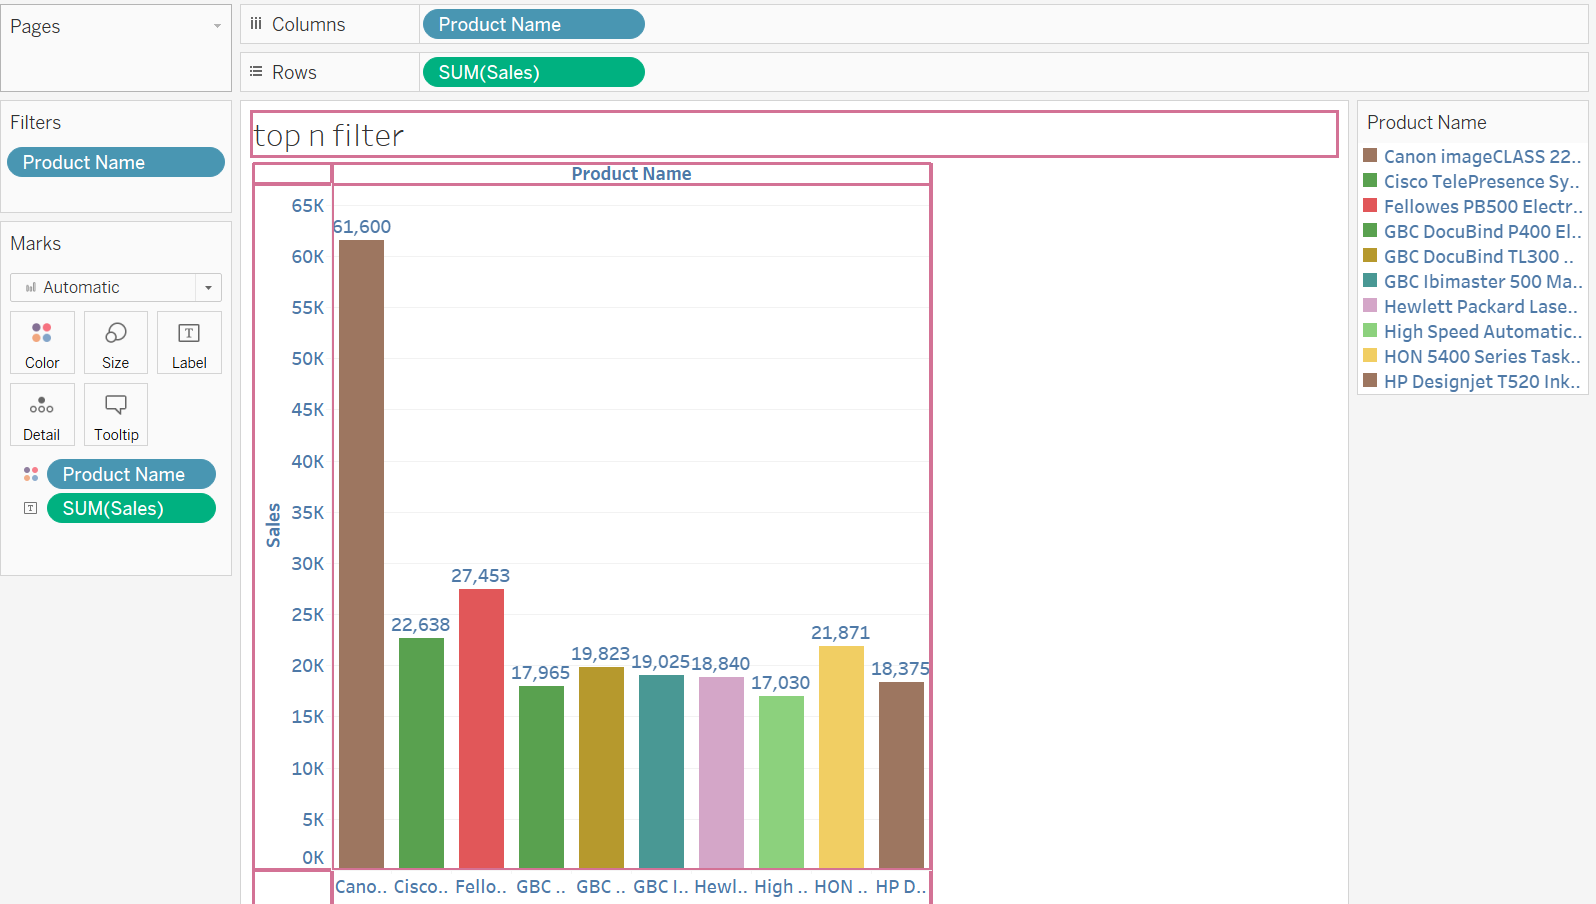 Pages
Columns
Product Name
Rows
SUM(Sales)
Filters
Product Name
Marks
Automatic
Color
Size
T
Label
Detail
Tooltip
Product Name
T
SUM(Sales)
top n filter
Product Name
Sales
65K
60K
55K
50K
45K
40K
35K
30K
25K
20K
15K
10K
5K
0K
61,600
22,638
27,453
17,965
19,823
19,025
18,840
17,030
21,871
18,375
Cano..
Cisco..
Fello..
GBC ..
GBC ..
GBC I..
Hewl..
High ..
HON ..
HP D..
Product Name
Canon imageCLASS 22..
Cisco TelePresence Sy..
Fellowes PB500 Electr..
GBC DocuBind P400 El..
GBC DocuBind TL300 ..
GBC Ibimaster 500 Ma..
Hewlett Packard Lase..
High Speed Automatic..
HON 5400 Series Task..
HP Designjet T520 Ink..